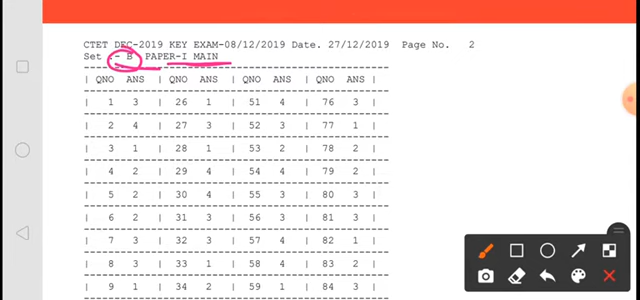 CTET DEC-2019 KEY EXAM-08/12/2019 Date. 27/12/2019 Page No. 2
Set - B PAPER-I MAIN
| QNO ANS | QNO ANS | QNO ANS | QNO ANS |
| 1 3 | 26 1 | 51 4 | 76 3 |
| 2 4 | 27 3 | 52 3 | 77 1 |
| 3 1 | 28 1 | 53 2 | 78 2 |
| 4 2 | 29 4 | 54 4 | 79 2 |
| 5 2 | 30 4 | 55 3 | 80 3 |
| 6 2 | 31 3 | 56 3 | 81 3 |
| 7 3 | 32 3 | 57 4 | 82 1 |
| 8 3 | 33 1 | 58 4 | 83 2 |
| 9 1 | 34 2 | 59 1 | 84 3 |